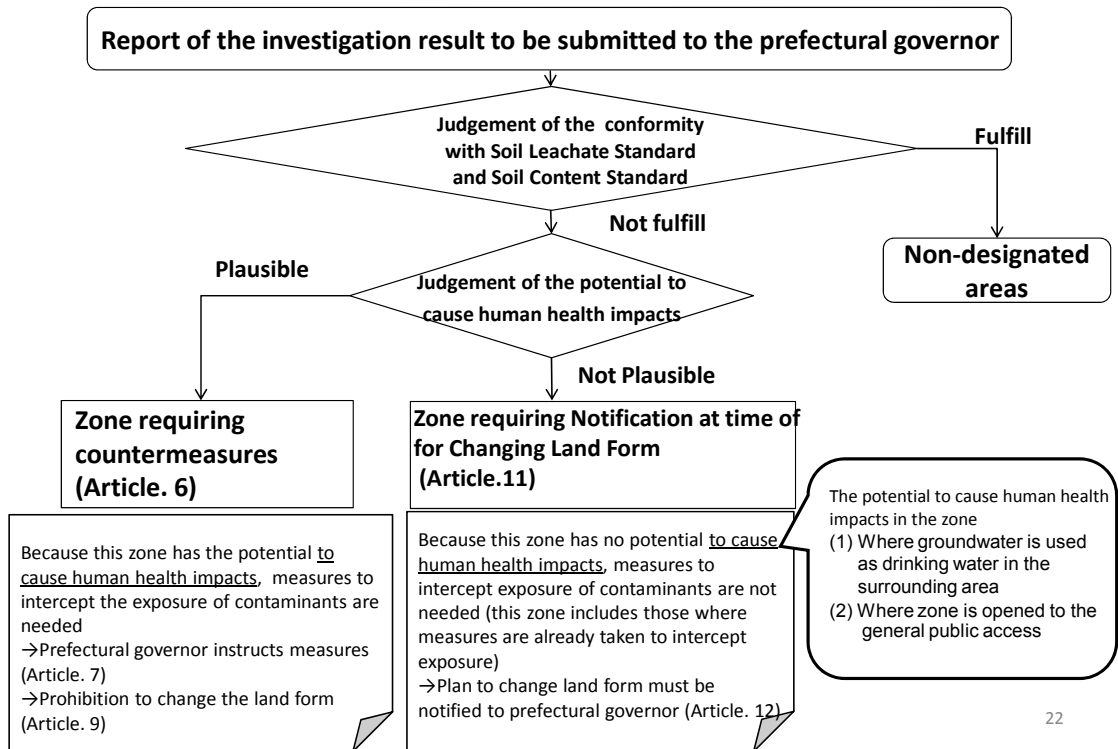 Report of the investigation result to be submitted to the prefectural governor
Judgement of the conformity
with Soil Leachate Standard
and Soil Content Standard
Fulfill
Not fulfill
Non-designated
areas
Plausible
Judgement of the potential to
cause human health impacts
Not Plausible
Zone requiring
countermeasures
(Article. 6)
Zone requiring Notification at time of
for Changing Land Form
(Article.11)
Because this zone has the potential to
cause human health impacts, measures to
intercept the exposure of contaminants are
needed
→Prefectural governor instructs measures
(Article. 7)
→Prohibition to change the land form
(Article. 9)
Because this zone has no potential to cause
human health impacts, measures to
intercept exposure of contaminants are not
needed (this zone includes those where
measures are already taken to intercept
exposure)
→Plan to change land form must be
notified to prefectural governor (Article. 12)
The potential to cause human health
impacts in the zone
(1) Where groundwater is used
as drinking water in the
surrounding area
(2) Where zone is opened to the
general public access
22